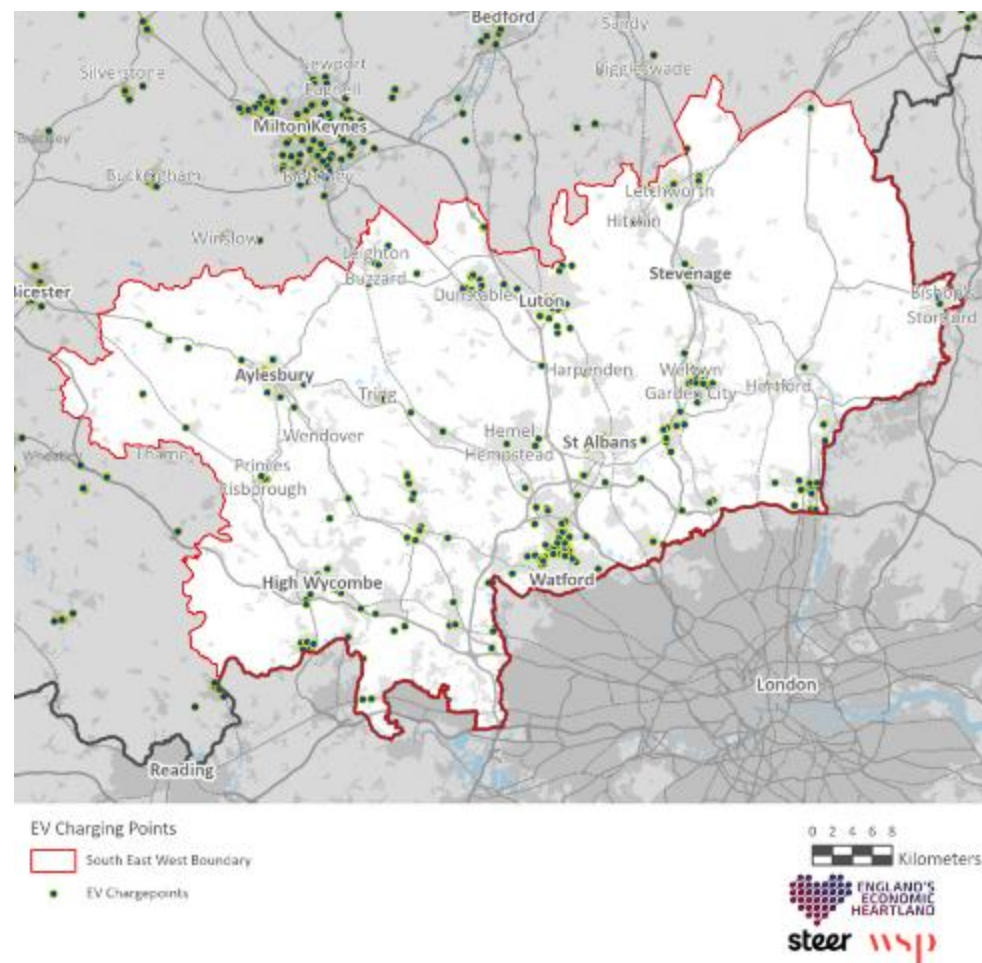 Bedford
Sandy
Biggleswade
Silverstone
Newport
Pagnell
Milton Keynes
Brackley
Buckingham
Bletchley
Letchworth
Hitchin
Winslow
Leighton
Buzzard
Stevenage
Bicester
Dunstable
Luton
Bishop's
Stortford
Aylesbury
Harpenden
Welwyn
Garden City
Hertford
Tring
Wendover
Hemel
Hempstead
St Albans
Wheatley
Thame
Princes
Risborough
High Wycombe
Watford
London
Reading
EV Charging Points
South East West Boundary
EV Chargepoints
0 2 4 6 8
Kilometers
ENGLAND'S
ECONOMIC
HEARTLAND
steer wsp